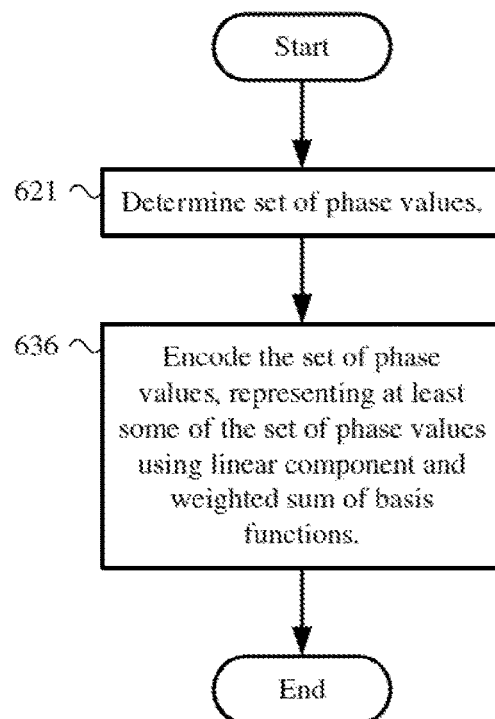 Start
621
Determine set of phase values.
636
Encode the set of phase
values, representing at least
some of the set of phase values
using linear component and
weighted sum of basis
functions.
End